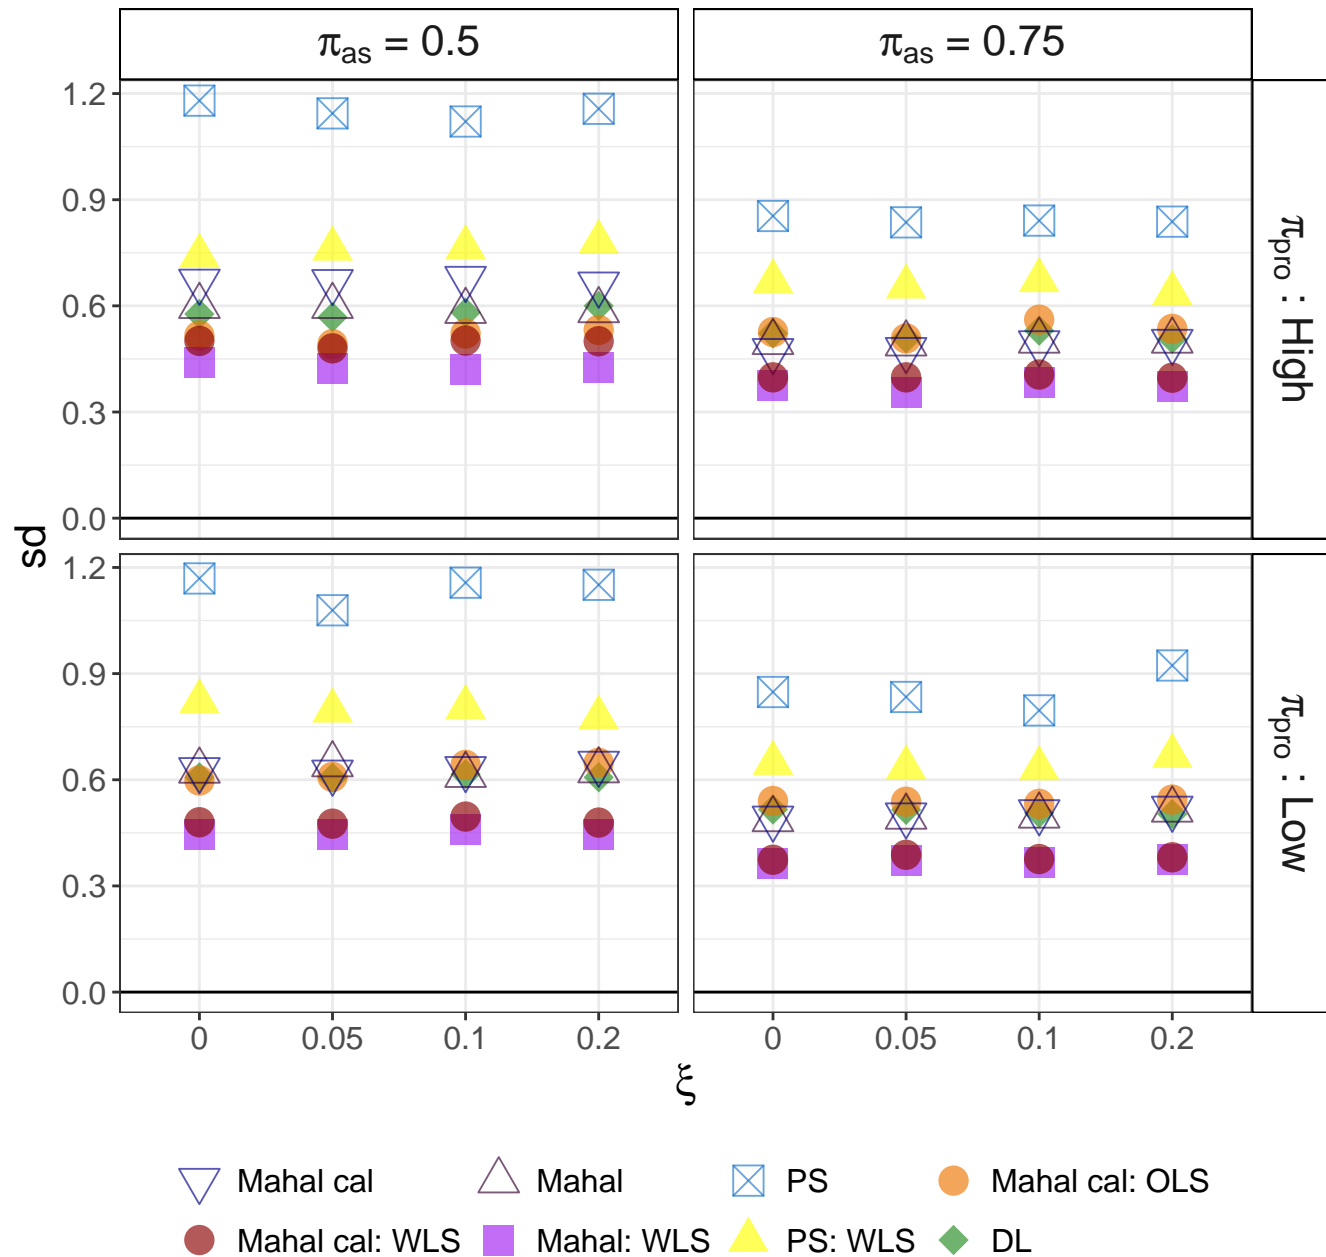 π_as = 0.5
π_as = 0.75
1.2
0.9
0.6
0.3
0.0
π_pro : High
sd
1.2
0.9
0.6
0.3
0.0
π_pro : Low
0 0.05 0.1 0.2
0 0.05 0.1 0.2
ξ
Mahal cal Mahal PS Mahal cal: OLS
Mahal cal: WLS Mahal: WLS PS: WLS DL